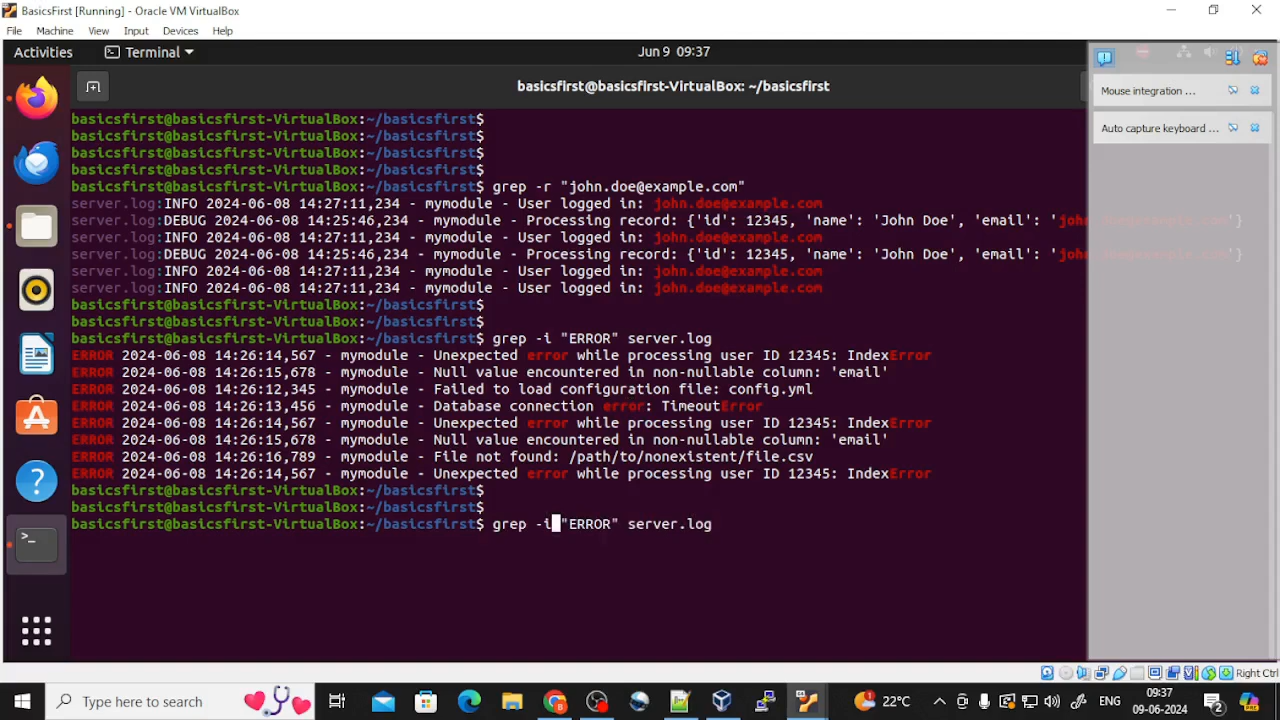 BasicsFirst [Running] - Oracle VM VirtualBox
File Machine View Input Devices Help
Activities Terminal Jun 9 09:37
basicsfirst@basicsfirst-VirtualBox: ~/basicsfirst
Mouse integration ...
Auto capture keyboard ...
basicsfirst@basicsfirst-VirtualBox:~/basicsfirst$
basicsfirst@basicsfirst-VirtualBox:~/basicsfirst$
basicsfirst@basicsfirst-VirtualBox:~/basicsfirst$
basicsfirst@basicsfirst-VirtualBox:~/basicsfirst$
basicsfirst@basicsfirst-VirtualBox:~/basicsfirst$ grep -r "john.doe@example.com"
server.log:INFO 2024-06-08 14:27:11,234 - mymodule - User logged in: john.doe@example.com
server.log:DEBUG 2024-06-08 14:25:46,234 - mymodule - Processing record: {'id': 12345, 'name': 'John Doe', 'email': 'john.doe@example.com'}
server.log:INFO 2024-06-08 14:27:11,234 - mymodule - User logged in: john.doe@example.com
server.log:DEBUG 2024-06-08 14:25:46,234 - mymodule - Processing record: {'id': 12345, 'name': 'John Doe', 'email': 'john.doe@example.com'}
server.log:INFO 2024-06-08 14:27:11,234 - mymodule - User logged in: john.doe@example.com
server.log:INFO 2024-06-08 14:27:11,234 - mymodule - User logged in: john.doe@example.com
basicsfirst@basicsfirst-VirtualBox:~/basicsfirst$
basicsfirst@basicsfirst-VirtualBox:~/basicsfirst$
basicsfirst@basicsfirst-VirtualBox:~/basicsfirst$ grep -i "ERROR" server.log
ERROR 2024-06-08 14:26:14,567 - mymodule - Unexpected error while processing user ID 12345: IndexError
ERROR 2024-06-08 14:26:15,678 - mymodule - Null value encountered in non-nullable column: 'email'
ERROR 2024-06-08 14:26:12,345 - mymodule - Failed to load configuration file: config.yml
ERROR 2024-06-08 14:26:13,456 - mymodule - Database connection error: TimeoutError
ERROR 2024-06-08 14:26:14,567 - mymodule - Unexpected error while processing user ID 12345: IndexError
ERROR 2024-06-08 14:26:15,678 - mymodule - Null value encountered in non-nullable column: 'email'
ERROR 2024-06-08 14:26:16,789 - mymodule - File not found: /path/to/nonexistent/file.csv
ERROR 2024-06-08 14:26:14,567 - mymodule - Unexpected error while processing user ID 12345: IndexError
basicsfirst@basicsfirst-VirtualBox:~/basicsfirst$
basicsfirst@basicsfirst-VirtualBox:~/basicsfirst$
basicsfirst@basicsfirst-VirtualBox:~/basicsfirst$ grep -i "ERROR" server.log
Right Ctrl
Type here to search
22°C
ENG
09:37
09-06-2024